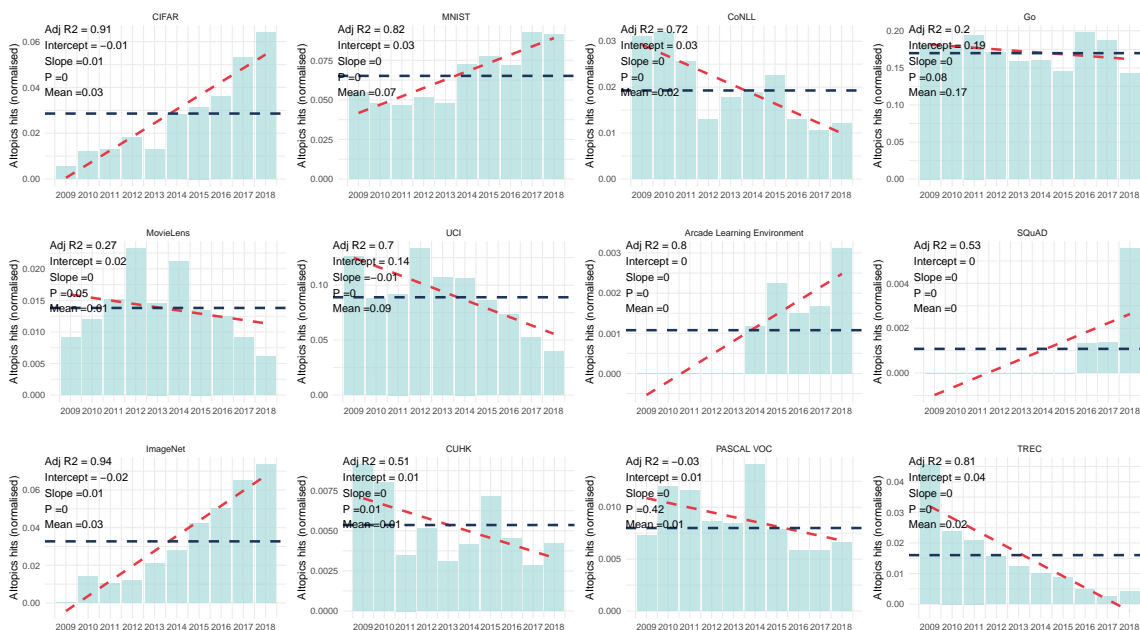 CIFAR
AItopics hits (normalised)
Adj R2 = 0.91
Intercept = −0.01
Slope =0.01
P =0
Mean =0.03
0.06
0.04
0.02
0.00
2009 2010 2011 2012 2013 2014 2015 2016 2017 2018
MNIST
AItopics hits (normalised)
Adj R2 = 0.82
Intercept = 0.03
Slope =0
P =0
Mean =0.07
0.075
0.050
0.025
0.000
2009 2010 2011 2012 2013 2014 2015 2016 2017 2018
CoNLL
AItopics hits (normalised)
Adj R2 = 0.72
Intercept = 0.03
Slope =0
P =0
Mean =0.02
0.03
0.02
0.01
0.00
2009 2010 2011 2012 2013 2014 2015 2016 2017 2018
Go
AItopics hits (normalised)
Adj R2 = 0.2
Intercept = 0.19
Slope =0
P =0.08
Mean =0.17
0.20
0.15
0.10
0.05
0.00
2009 2010 2011 2012 2013 2014 2015 2016 2017 2018
MovieLens
AItopics hits (normalised)
Adj R2 = 0.27
Intercept = 0.02
Slope =0
P =0.05
Mean =0.01
0.020
0.015
0.010
0.005
0.000
2009 2010 2011 2012 2013 2014 2015 2016 2017 2018
UCI
AItopics hits (normalised)
Adj R2 = 0.7
Intercept = 0.14
Slope =−0.01
P =0
Mean =0.09
0.10
0.05
0.00
2009 2010 2011 2012 2013 2014 2015 2016 2017 2018
Arcade Learning Environment
AItopics hits (normalised)
Adj R2 = 0.8
Intercept = 0
Slope =0
P =0
Mean =0
0.003
0.002
0.001
0.000
2009 2010 2011 2012 2013 2014 2015 2016 2017 2018
SQuAD
AItopics hits (normalised)
Adj R2 = 0.53
Intercept = 0
Slope =0
P =0
Mean =0
0.004
0.002
0.000
2009 2010 2011 2012 2013 2014 2015 2016 2017 2018
ImageNet
AItopics hits (normalised)
Adj R2 = 0.94
Intercept = −0.02
Slope =0.01
P =0
Mean =0.03
0.06
0.04
0.02
0.00
2009 2010 2011 2012 2013 2014 2015 2016 2017 2018
CUHK
AItopics hits (normalised)
Adj R2 = 0.51
Intercept = 0.01
Slope =0
P =0.01
Mean =0.01
0.0075
0.0050
0.0025
0.0000
2009 2010 2011 2012 2013 2014 2015 2016 2017 2018
PASCAL VOC
AItopics hits (normalised)
Adj R2 = −0.03
Intercept = 0.01
Slope =0
P =0.42
Mean =0.01
0.010
0.005
0.000
2009 2010 2011 2012 2013 2014 2015 2016 2017 2018
TREC
AItopics hits (normalised)
Adj R2 = 0.81
Intercept = 0.04
Slope =0
P =0
Mean =0.02
0.04
0.03
0.02
0.01
0.00
2009 2010 2011 2012 2013 2014 2015 2016 2017 2018